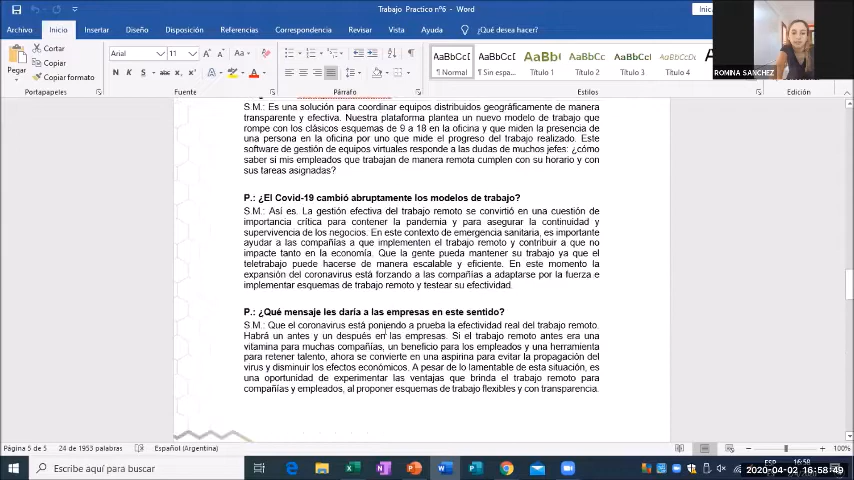 Trabajo Practico nº6 - Word
Inic
Archivo Inicio Insertar Diseño Disposición Referencias Correspondencia Revisar Vista Ayuda ¿Qué desea hacer?
Pegar
Cortar
Copiar
Copiar formato
Arial 11
N K S abc x₂ x²
AaBbCcI AaBbCcI AaBbC AaBbCc AaBbCcI AaBbCcI
¶ Normal ¶ Sin espa... Título 1 Título 2 Título 3 Título 4
ROMINA SANCHEZ
Portapapeles Fuente Párrafo Estilos Edición
S.M.: Es una solución para coordinar equipos distribuidos geográficamente de manera
transparente y efectiva. Nuestra plataforma plantea un nuevo modelo de trabajo que
rompe con los clásicos esquemas de 9 a 18 en la oficina y que miden la presencia de
una persona en la oficina por uno que mide el progreso del trabajo realizado. Este
software de gestión de equipos virtuales responde a las dudas de muchos jefes: ¿cómo
saber si mis empleados que trabajan de manera remota cumplen con su horario y con
sus tareas asignadas?
P.: ¿El Covid-19 cambió abruptamente los modelos de trabajo?
S.M.: Así es. La gestión efectiva del trabajo remoto se convirtió en una cuestión de
importancia crítica para contener la pandemia y para asegurar la continuidad y
supervivencia de los negocios. En este contexto de emergencia sanitaria, es importante
ayudar a las compañías a que implementen el trabajo remoto y contribuir a que no
impacte tanto en la economía. Que la gente pueda mantener su trabajo ya que el
teletrabajo puede hacerse de manera escalable y eficiente. En este momento la
expansión del coronavirus está forzando a las compañías a adaptarse por la fuerza e
implementar esquemas de trabajo remoto y testear su efectividad.
P.: ¿Qué mensaje les daría a las empresas en este sentido?
S.M.: Que el coronavirus está poniendo a prueba la efectividad real del trabajo remoto.
Habrá un antes y un después en las empresas. Si el trabajo remoto antes era una
vitamina para muchas compañías, un beneficio para los empleados y una herramienta
para retener talento, ahora se convierte en una aspirina para evitar la propagación del
virus y disminuir los efectos económicos. A pesar de lo lamentable de esta situación, es
una oportunidad de experimentar las ventajas que brinda el trabajo remoto para
compañías y empleados, al proponer esquemas de trabajo flexibles y con transparencia.
Página 5 de 5 24 de 1953 palabras Español (Argentina) 100%
Escribe aquí para buscar
2020-04-02 16:58:49